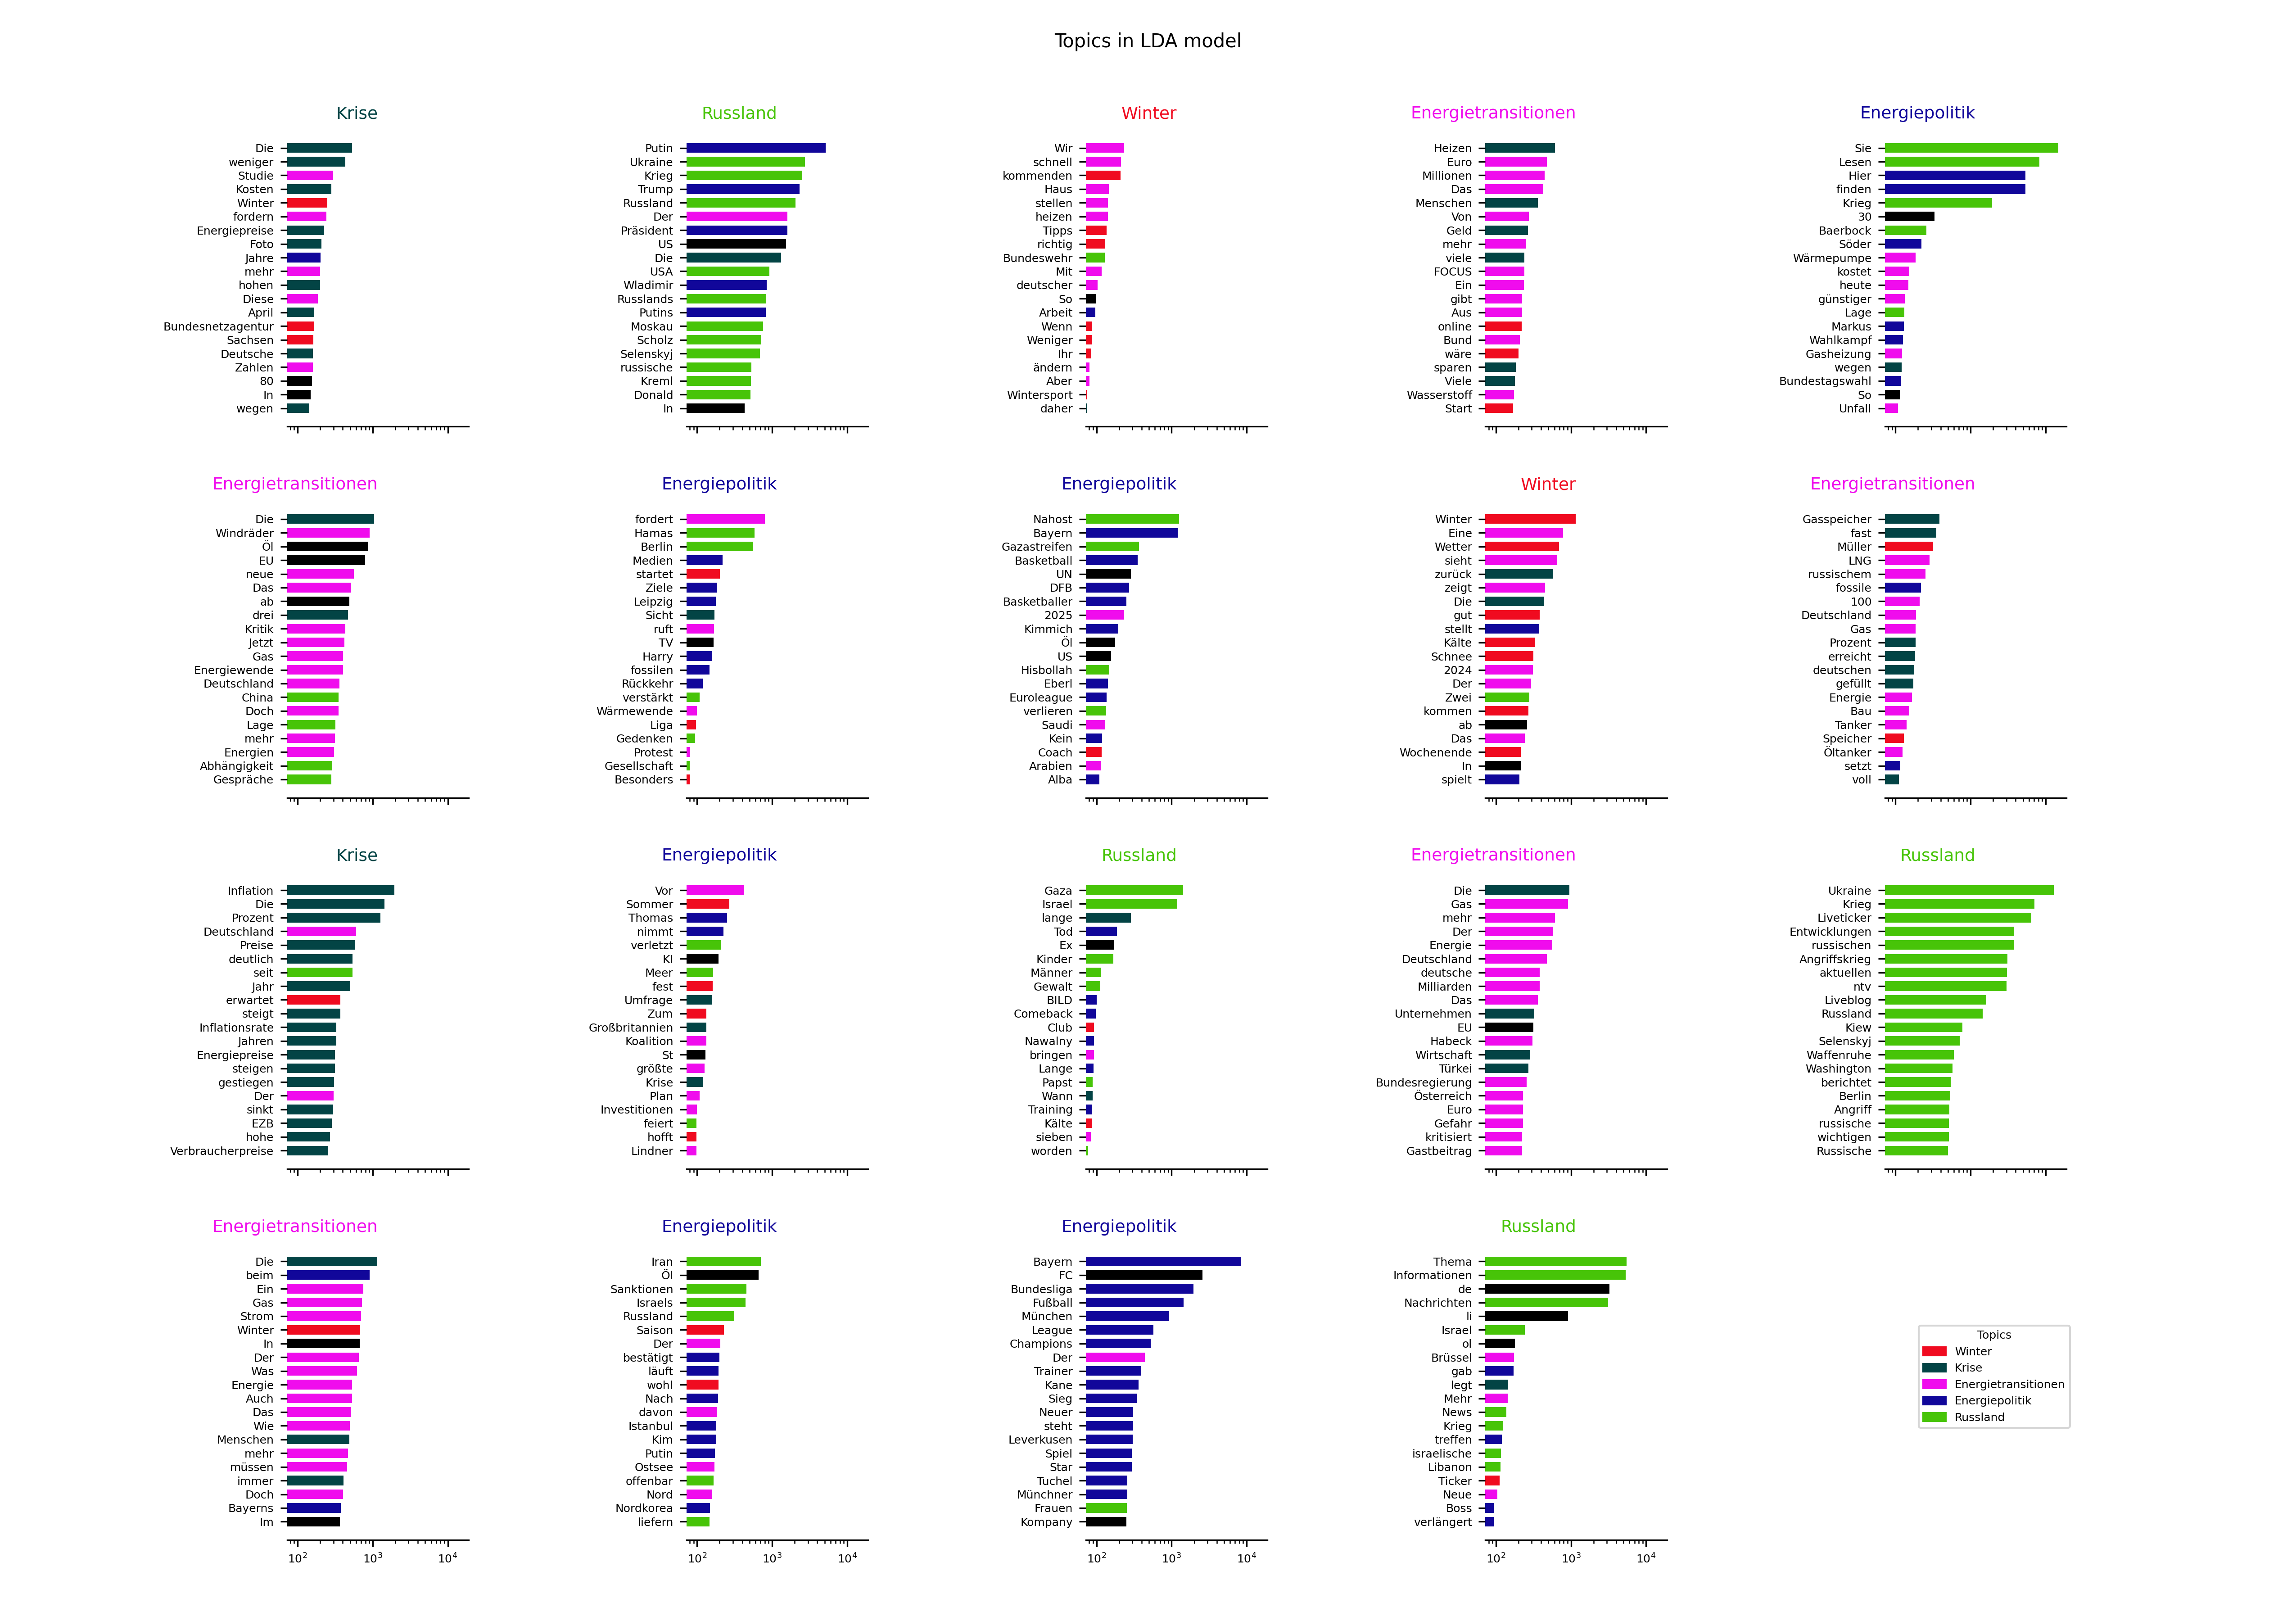 Topics in LDA model
Krise
Die
weniger
Studie
Kosten
Winter
fordern
Energiepreise
Foto
Jahre
mehr
hohen
Diese
April
Bundesnetzagentur
Sachsen
Deutsche
Zahlen
80
In
wegen
Russland
Putin
Ukraine
Krieg
Trump
Russland
Der
Präsident
US
Die
USA
Wladimir
Russlands
Putins
Moskau
Scholz
Selenskyj
russische
Kreml
Donald
In
Winter
Wir
schnell
kommenden
Haus
stellen
heizen
Tipps
richtig
Bundeswehr
Mit
deutscher
So
Arbeit
Wenn
Weniger
Ihr
ändern
Aber
Wintersport
daher
Energietransitionen
Heizen
Euro
Millionen
Das
Menschen
Von
Geld
mehr
viele
FOCUS
Ein
gibt
Aus
online
Bund
wäre
sparen
Viele
Wasserstoff
Start
Energiepolitik
Sie
Lesen
Hier
finden
Krieg
30
Baerbock
Söder
Wärmepumpe
kostet
heute
günstiger
Lage
Markus
Wahlkampf
Gasheizung
wegen
Bundestagswahl
So
Unfall
Energietransitionen
Die
Windräder
Öl
EU
neue
Das
ab
drei
Kritik
Jetzt
Gas
Energiewende
Deutschland
China
Doch
Lage
mehr
Energien
Abhängigkeit
Gespräche
Energiepolitik
fordert
Hamas
Berlin
Medien
startet
Ziele
Leipzig
Sicht
ruft
TV
Harry
fossilen
Rückkehr
verstärkt
Wärmewende
Liga
Gedenken
Protest
Gesellschaft
Besonders
Energiepolitik
Nahost
Bayern
Gazastreifen
Basketball
UN
DFB
Basketballer
2025
Kimmich
Öl
US
Hisbollah
Eberl
Euroleague
verlieren
Saudi
Kein
Coach
Arabien
Alba
Winter
Winter
Eine
Wetter
sieht
zurück
zeigt
Die
gut
stellt
Kälte
Schnee
2024
Der
Zwei
kommen
ab
Das
Wochenende
In
spielt
Energietransitionen
Gasspeicher
fast
Müller
LNG
russischem
fossile
100
Deutschland
Gas
Prozent
erreicht
deutschen
gefüllt
Energie
Bau
Tanker
Speicher
Öltanker
setzt
voll
Krise
Inflation
Die
Prozent
Deutschland
Preise
deutlich
seit
Jahr
erwartet
steigt
Inflationsrate
Jahren
Energiepreise
steigen
gestiegen
Der
sinkt
EZB
hohe
Verbraucherpreise
Energiepolitik
Vor
Sommer
Thomas
nimmt
verletzt
KI
Meer
fest
Umfrage
Zum
Großbritannien
Koalition
St
größte
Krise
Plan
Investitionen
feiert
hofft
Lindner
Russland
Gaza
Israel
lange
Tod
Ex
Kinder
Männer
Gewalt
BILD
Comeback
Club
Nawalny
bringen
Lange
Papst
Wann
Training
Kälte
sieben
worden
Energietransitionen
Die
Gas
mehr
Der
Energie
Deutschland
deutsche
Milliarden
Das
Unternehmen
EU
Habeck
Wirtschaft
Türkei
Bundesregierung
Österreich
Euro
Gefahr
kritisiert
Gastbeitrag
Russland
Ukraine
Krieg
Liveticker
Entwicklungen
russischen
Angriffskrieg
aktuellen
ntv
Liveblog
Russland
Kiew
Selenskyj
Waffenruhe
Washington
berichtet
Berlin
Angriff
russische
wichtigen
Russische
Energietransitionen
Die
beim
Ein
Gas
Strom
Winter
In
Der
Was
Energie
Auch
Das
Wie
Menschen
mehr
müssen
immer
Doch
Bayerns
Im
10² 10³ 10⁴
Energiepolitik
Iran
Öl
Sanktionen
Israels
Russland
Saison
Der
bestätigt
läuft
wohl
Nach
davon
Istanbul
Kim
Putin
Ostsee
offenbar
Nord
Nordkorea
liefern
10² 10³ 10⁴
Energiepolitik
Bayern
FC
Bundesliga
Fußball
München
League
Champions
Der
Trainer
Kane
Sieg
Neuer
steht
Leverkusen
Spiel
Star
Tuchel
Münchner
Frauen
Kompany
10² 10³ 10⁴
Russland
Thema
Informationen
de
Nachrichten
li
Israel
ol
Brüssel
gab
legt
Mehr
News
Krieg
treffen
israelische
Libanon
Ticker
Neue
Boss
verlängert
10² 10³ 10⁴
Topics
Winter
Krise
Energietransitionen
Energiepolitik
Russland